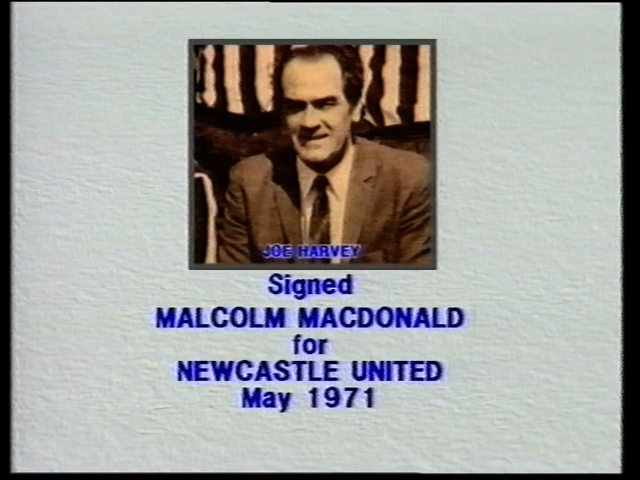 JOE HARVEY
Signed
MALCOLM MACDONALD
for
NEWCASTLE UNITED
May 1971